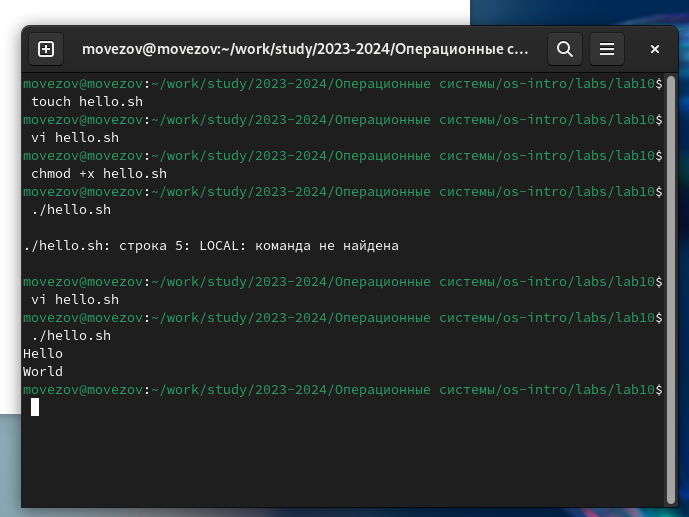 movezov@movezov:~/work/study/2023-2024/Операционные с…
movezov@movezov:~/work/study/2023-2024/Операционные системы/os-intro/labs/lab10$
touch hello.sh
movezov@movezov:~/work/study/2023-2024/Операционные системы/os-intro/labs/lab10$
vi hello.sh
movezov@movezov:~/work/study/2023-2024/Операционные системы/os-intro/labs/lab10$
chmod +x hello.sh
movezov@movezov:~/work/study/2023-2024/Операционные системы/os-intro/labs/lab10$
./hello.sh
./hello.sh: строка 5: LOCAL: команда не найдена
movezov@movezov:~/work/study/2023-2024/Операционные системы/os-intro/labs/lab10$
vi hello.sh
movezov@movezov:~/work/study/2023-2024/Операционные системы/os-intro/labs/lab10$
./hello.sh
Hello
World
movezov@movezov:~/work/study/2023-2024/Операционные системы/os-intro/labs/lab10$